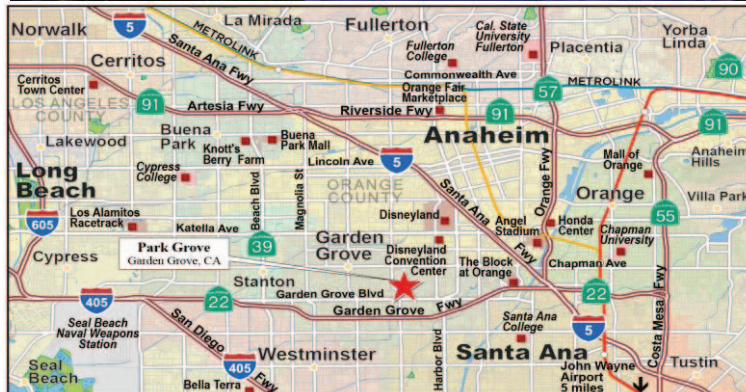 5
Norwalk
La Mirada
Fullerton
Cal. State
University
Fullerton
Yorba
Linda
METROLINK
Santa Ana Fwy
Fullerton
College
Placentia
Cerritos
Cerritos
Town Center
Commonwealth Ave
METROLINK
90
LOS ANGELES
COUNTY
91
Artesia Fwy
Riverside Fwy
Orange Fair
Marketplace
57
91
91
Lakewood
Buena
Park
Knott's
Berry Farm
Buena
Park Mall
Anaheim
Anaheim
Hills
Lincoln Ave
5
Mall of
Orange
Long
Beach
Cypress
College
ORANGE
COUNTY
Santa Ana Fwy
Orange Fwy
Orange
Villa Park
605
Los Alamitos
Racetrack
Katella Ave
Beach Blvd
Magnolia St
Disneyland
Angel
Stadium
Honda
Center
Chapman
University
55
39
Garden
Grove
Disneyland
Convention
Center
Park Grove
Garden Grove, CA
Cypress
The Block
at Orange
Chapman Ave
Stanton
Garden Grove Blvd
405
22
Garden Grove Fwy
22
Costa Mesa Fwy
Seal Beach
Naval Weapons
Station
San Diego Fwy
405
Westminster
Harbor Blvd
Santa Ana
College
Santa Ana
5
Seal
Beach
Bella Terra
John Wayne
Airport
5 miles
Tustin